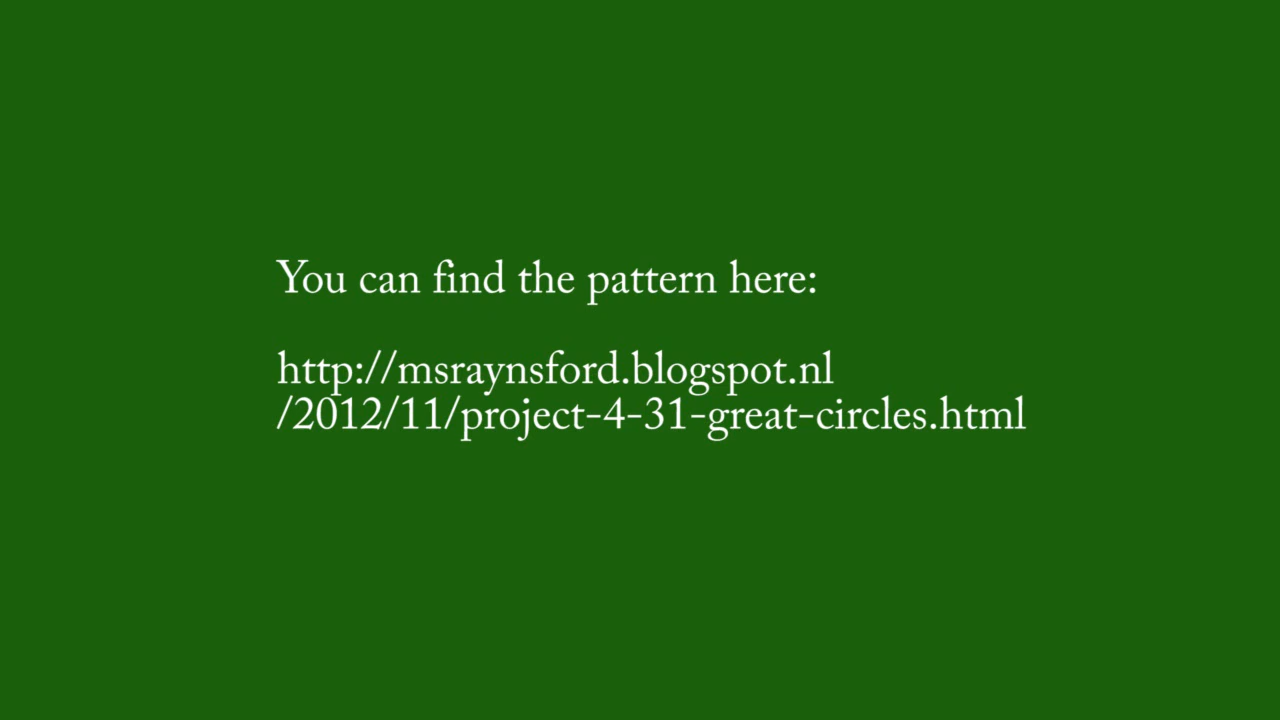 You can find the pattern here:
http://msraynsford.blogspot.nl
/2012/11/project-4-31-great-circles.html